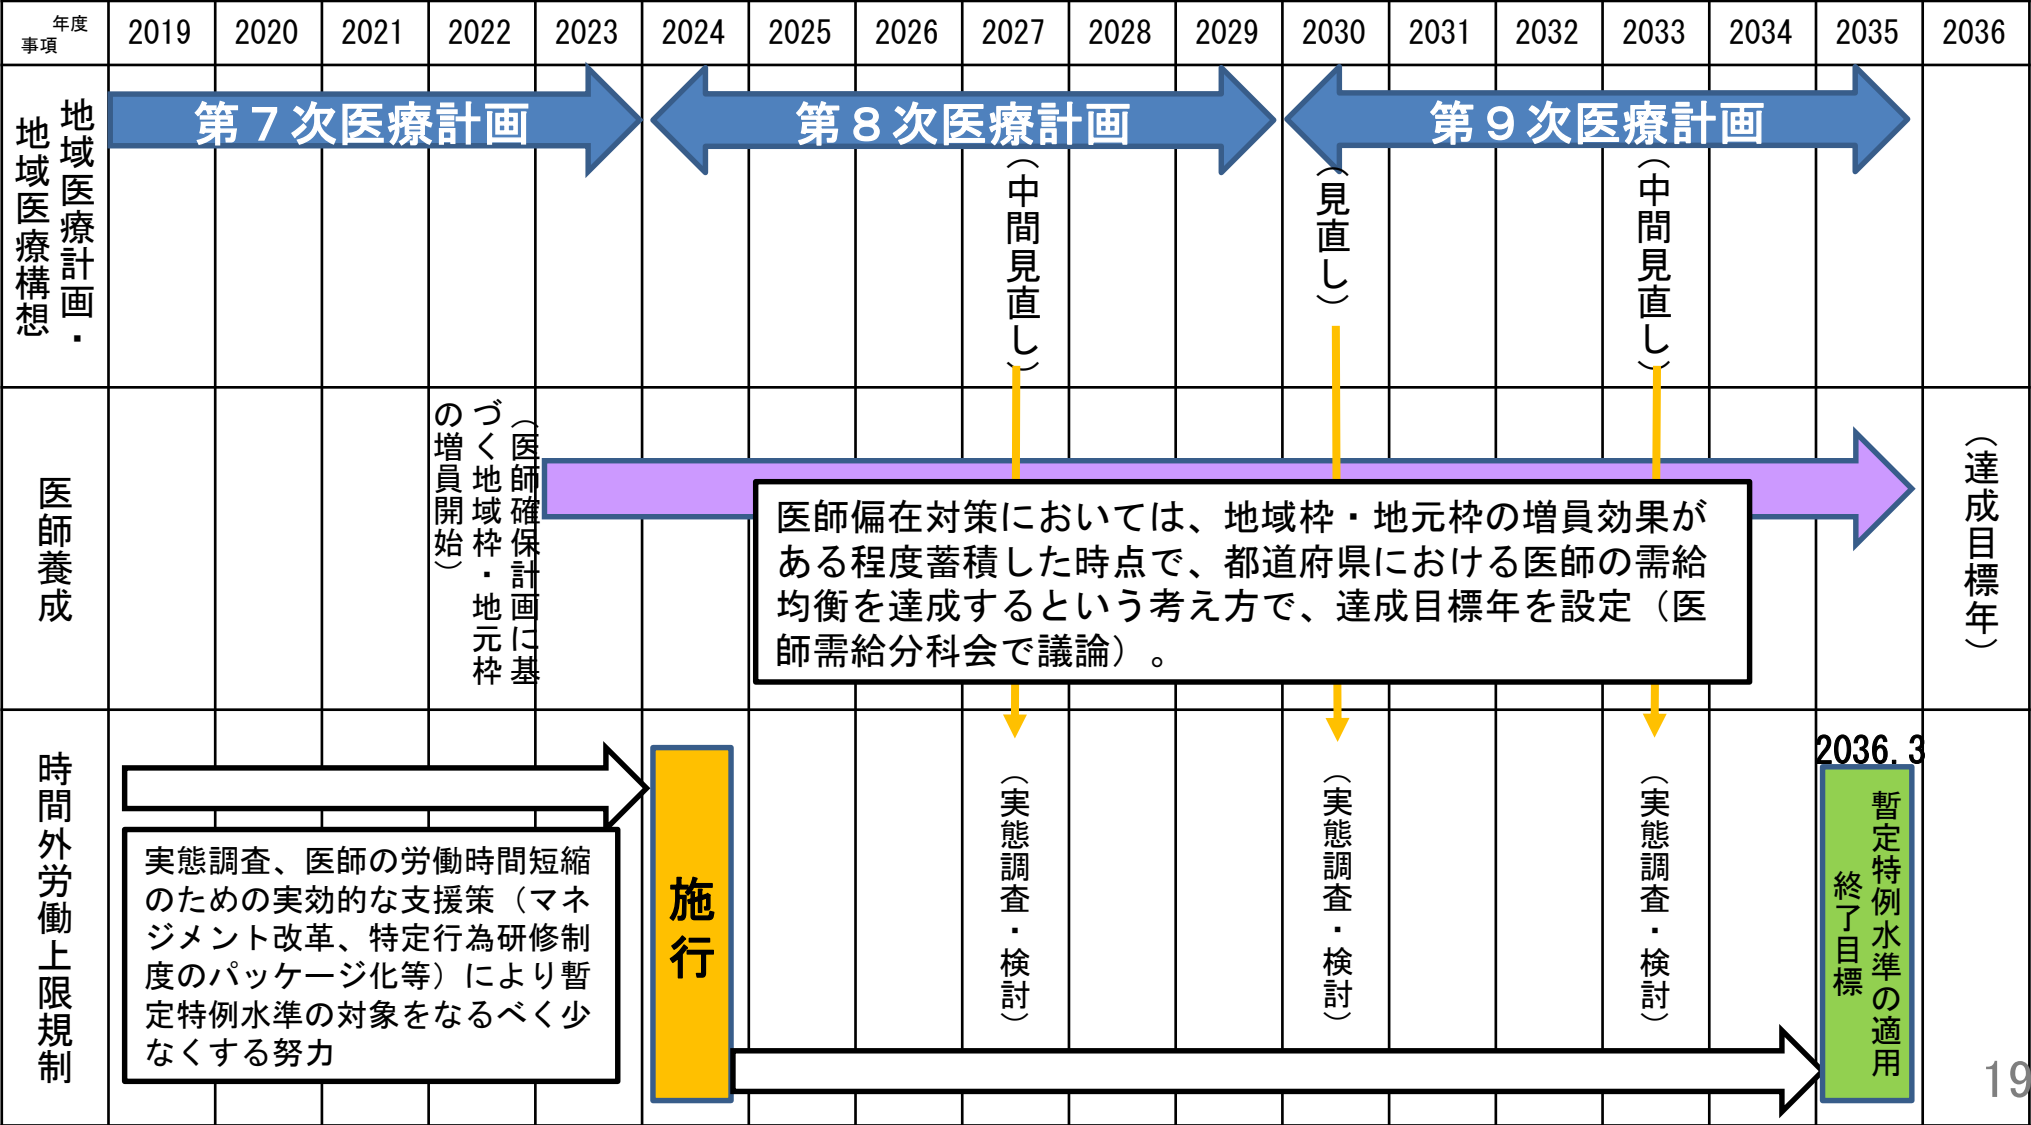 年度
事項
2019 2020 2021 2022 2023 2024 2025 2026 2027 2028 2029 2030 2031 2032 2033 2034 2035 2036
地域医療計画・
地域医療構想
第７次医療計画
第８次医療計画
第９次医療計画
（中間見直し）
（見直し）
（中間見直し）
医師養成
（医師確保計画に基
づく地域枠・地元枠
の増員開始）
医師偏在対策においては、地域枠・地元枠の増員効果が
ある程度蓄積した時点で、都道府県における医師の需給
均衡を達成するという考え方で、達成目標年を設定（医
師需給分科会で議論）。
（達成目標年）
時間外労働上限規制
実態調査、医師の労働時間短縮
のための実効的な支援策（マネ
ジメント改革、特定行為研修制
度のパッケージ化等）により暫
定特例水準の対象をなるべく少
なくする努力
施行
（実態調査・検討）
（実態調査・検討）
（実態調査・検討）
2036.3
暫定特例水準の適用
終了目標
19